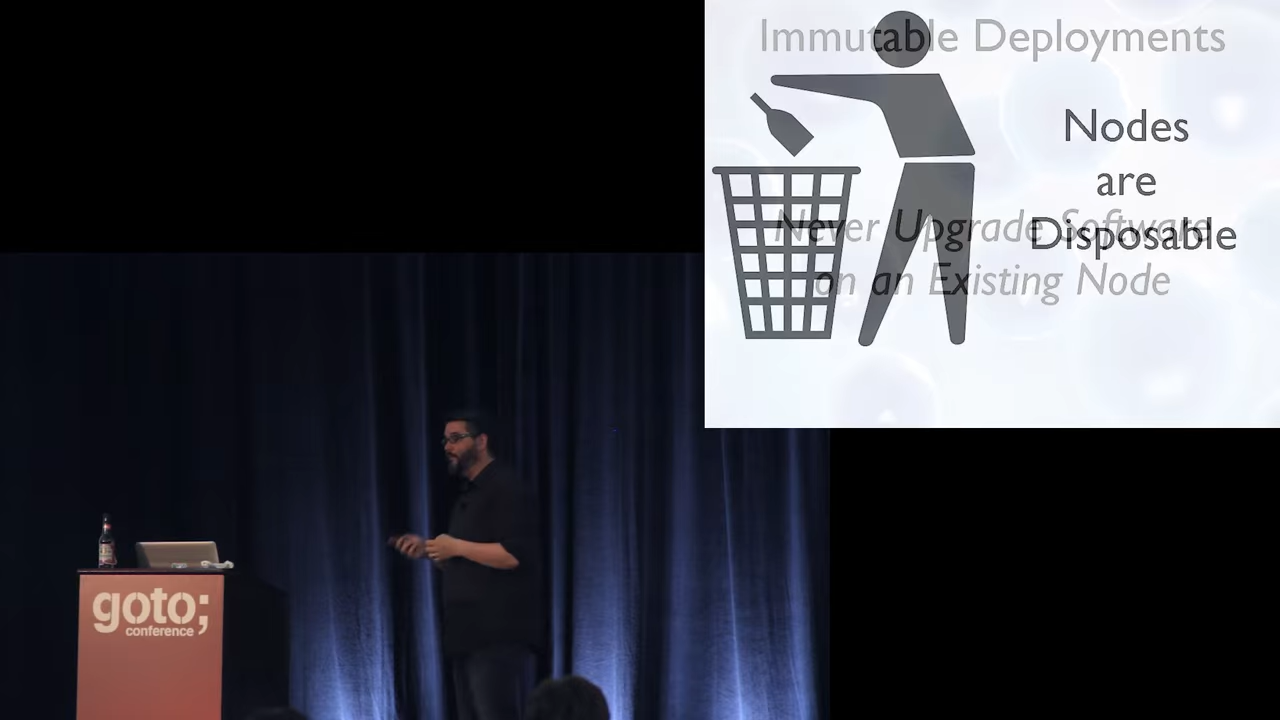 Immutable Deployments
Nodes
are
Disposable
Never Upgrade Software
on an Existing Node
goto;
conference